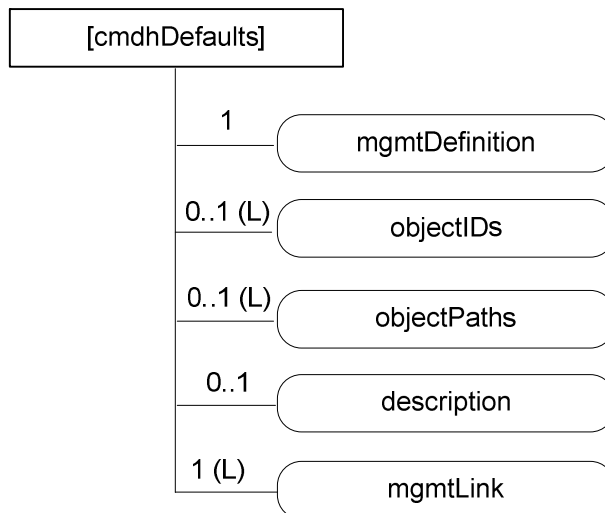 [cmdhDefaults]
1
mgmtDefinition
0..1 (L)
objectIDs
0..1 (L)
objectPaths
0..1
description
1 (L)
mgmtLink